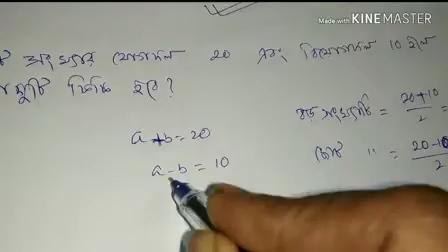 Made with KINEMASTER
সংখ্যার যোগফল 20 এবং বিয়োগফল 10 হলে
হবে?
a + b = 20
a - b = 10
বড় সংখ্যাটি = 20+10 / 2
" = 20-10 / 2